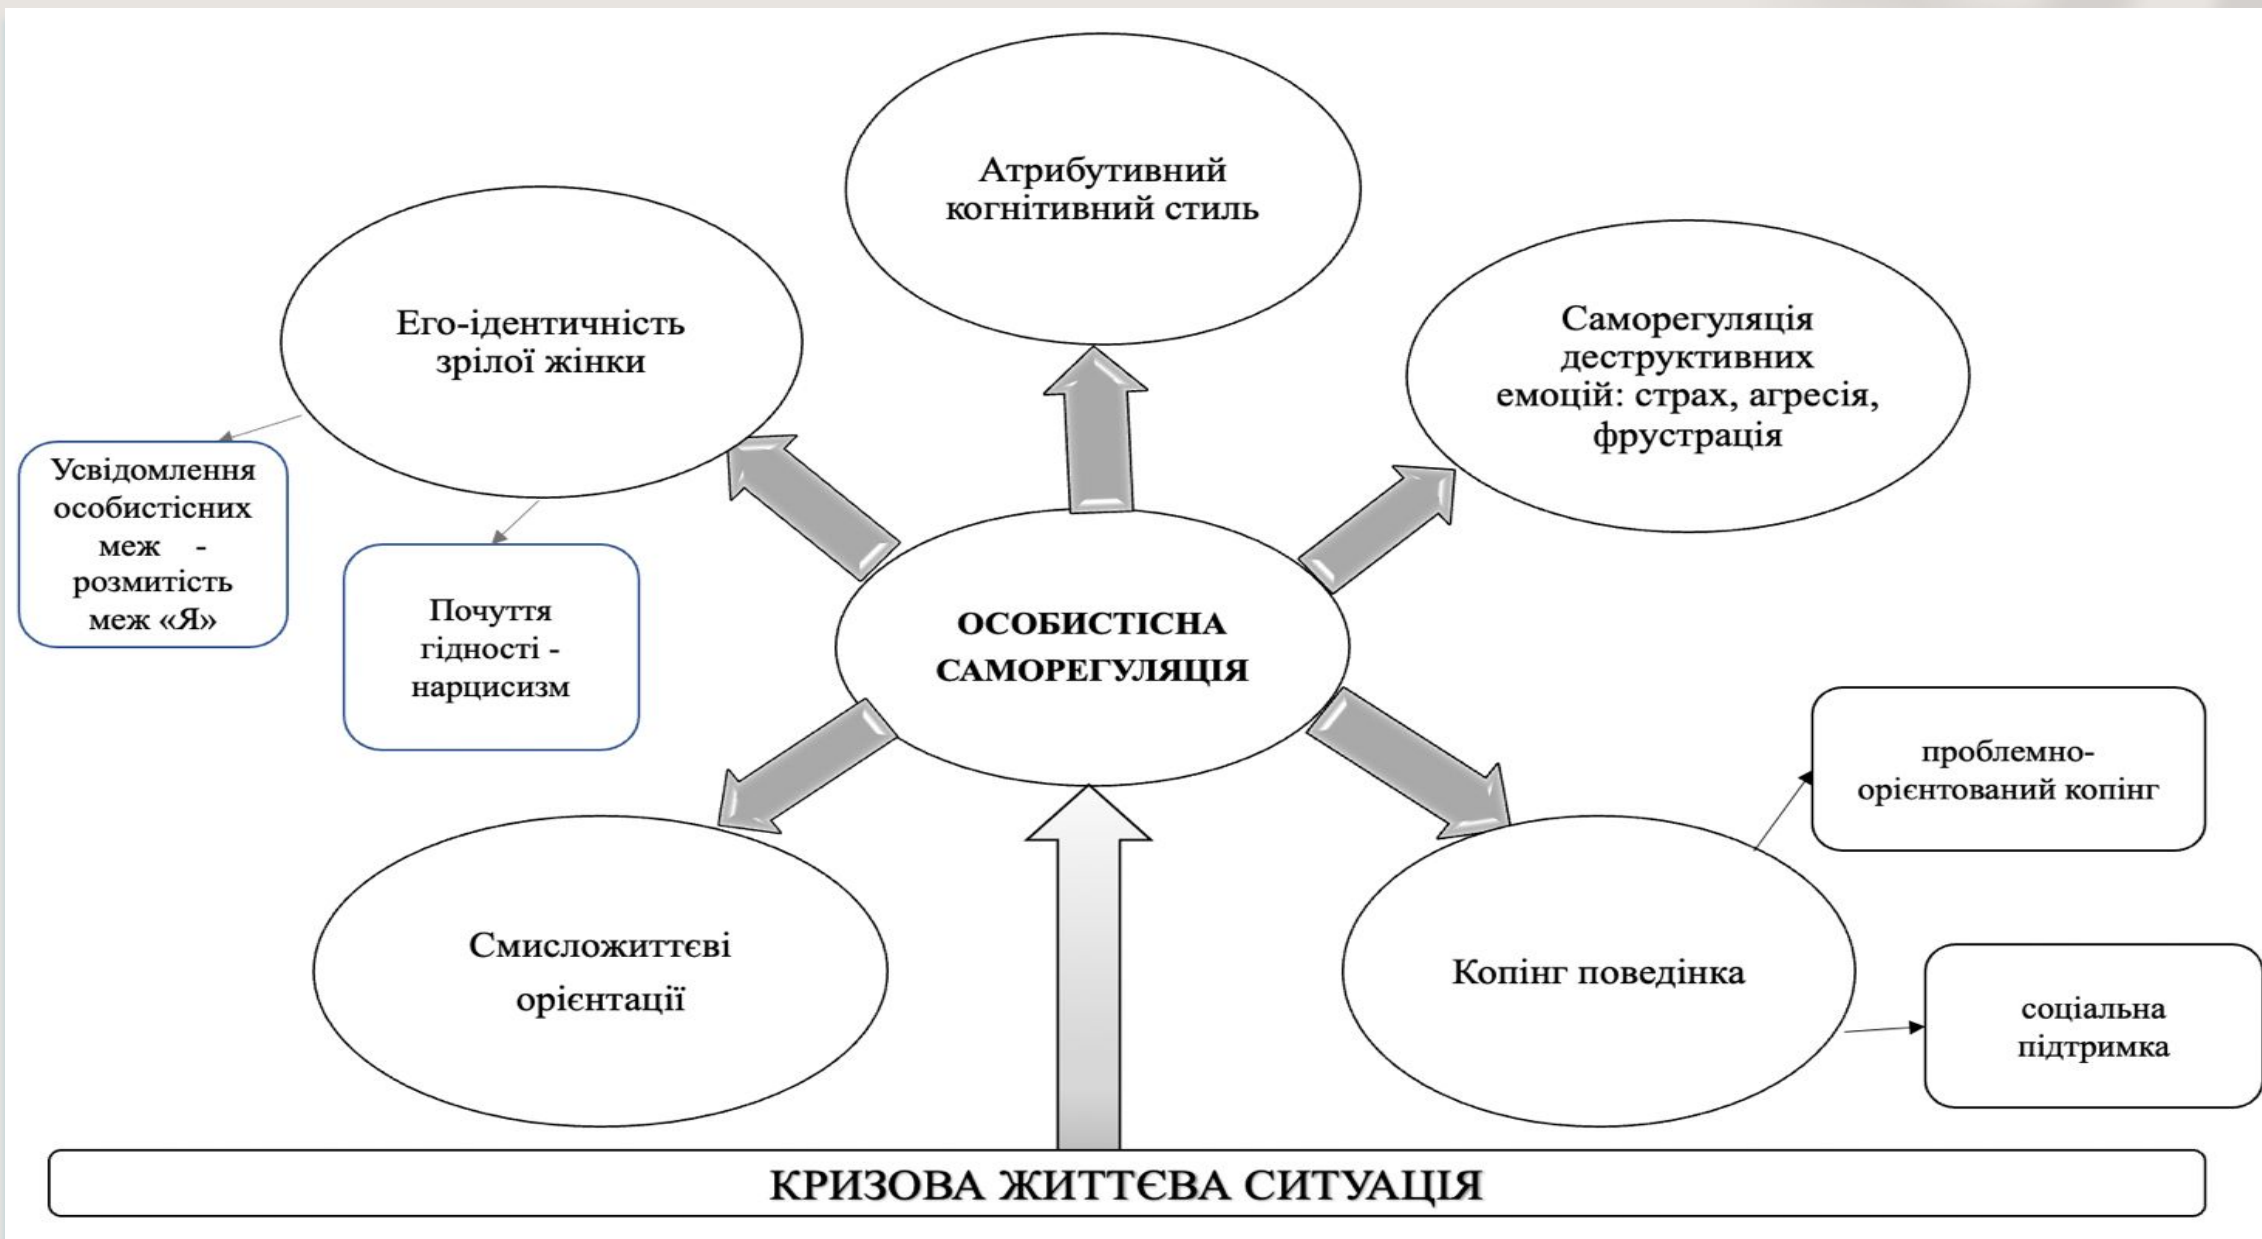 Атрибутивний
когнітивний стиль
Его-ідентичність
зрілої жінки
Саморегуляція
деструктивних
емоцій: страх, агресія,
фрустрація
Усвідомлення
особистісних
меж -
розмитість
меж «Я»
Почуття
гідності -
нарцисизм
ОСОБИСТІСНА
САМОРЕГУЛЯЦІЯ
проблемно-
орієнтований копінг
Смисложиттєві
орієнтації
Копінг поведінка
соціальна
підтримка
КРИЗОВА ЖИТТЄВА СИТУАЦІЯ